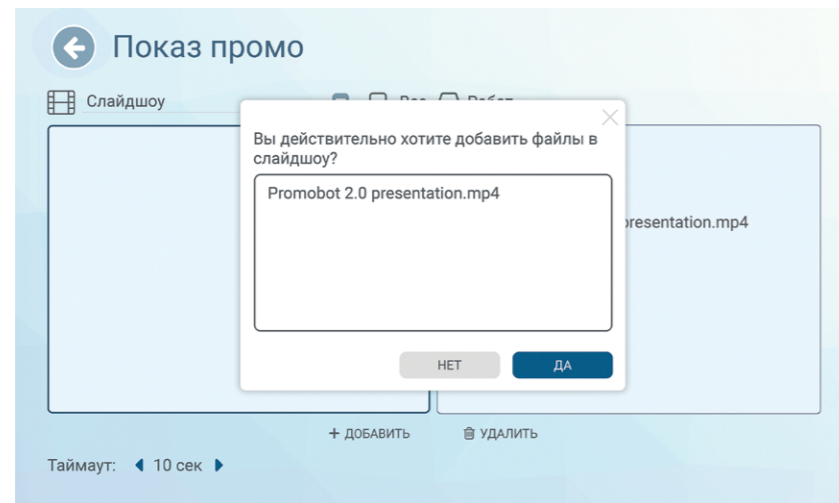 Показ промо
Слайдшоу
Вы действительно хотите добавить файлы в
слайдшоу?
Promobot 2.0 presentation.mp4
presentation.mp4
НЕТ
ДА
+ ДОБАВИТЬ
УДАЛИТЬ
Таймаут: 10 сек